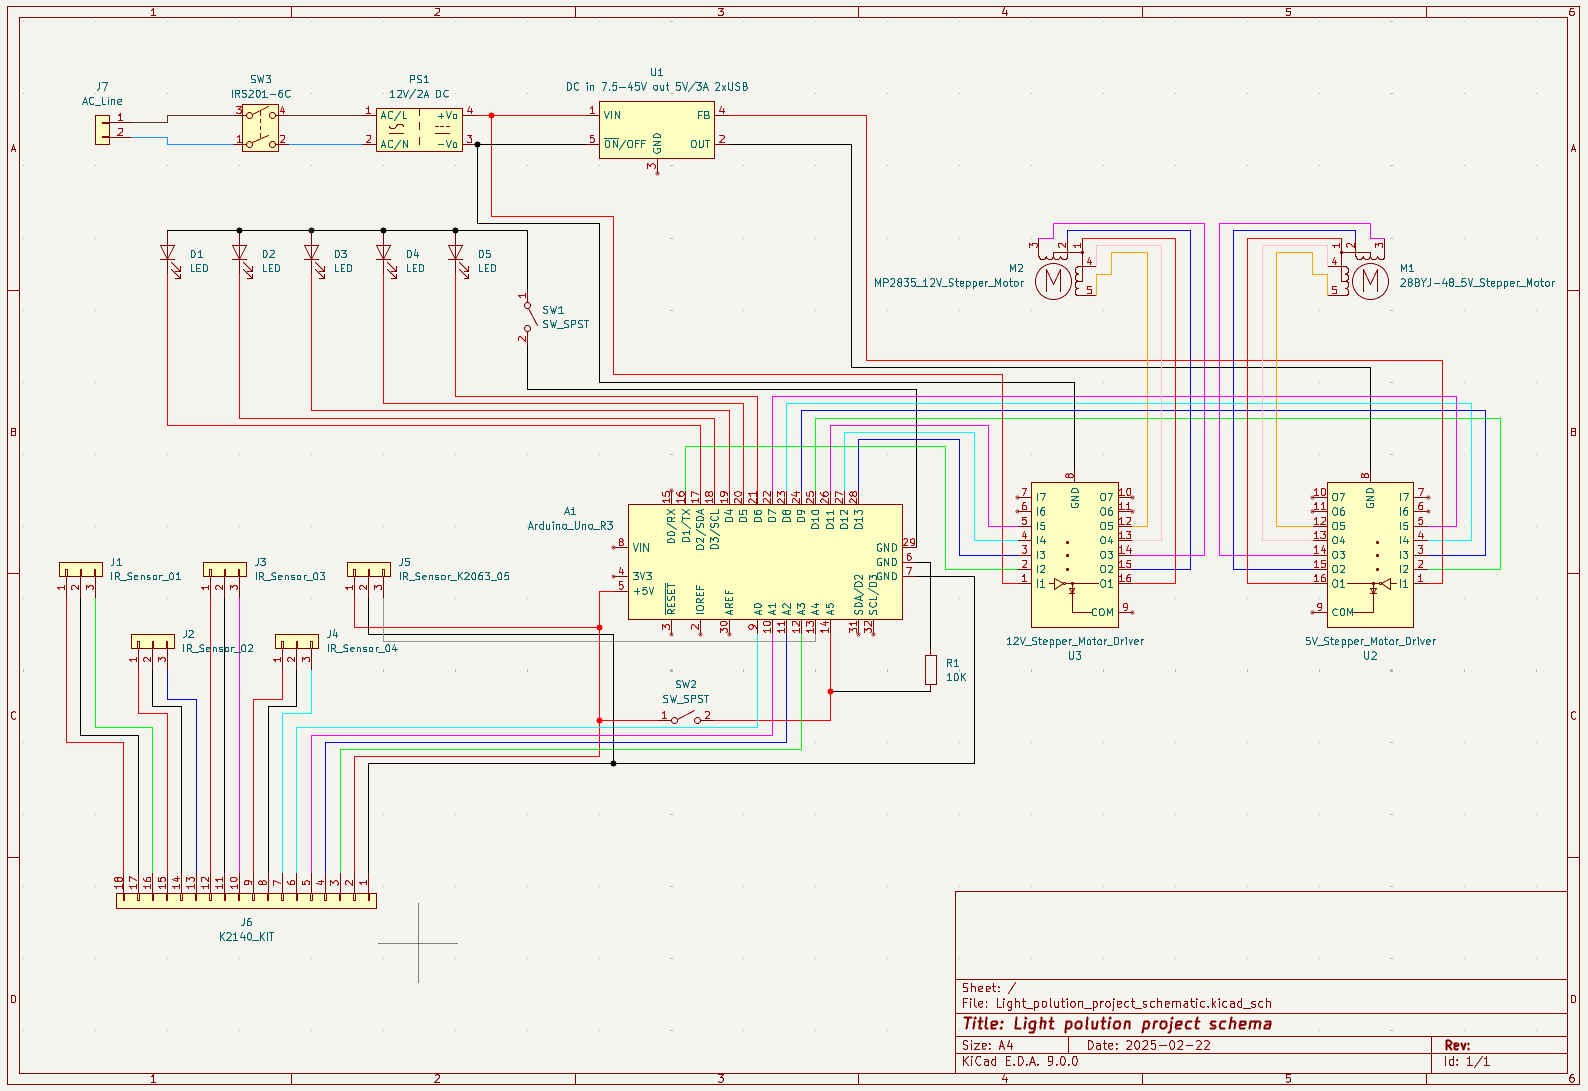 1 2 3 4 5 6
J7
AC_Line
1
2
SW3
IRS201-6C
3 4
1 2
PS1
12V/2A DC
1 AC/L +Vo 4
2 AC/N -Vo 3
U1
DC in 7.5-45V out 5V/3A 2xUSB
1 VIN FB 4
5 ON/OFF GND OUT 2
3
A A
D1
LED
D2
LED
D3
LED
D4
LED
D5
LED
1
SW1
SW_SPST
2
M2
MP2835_12V_Stepper_Motor
3 2 1
4
5
M1
28BYJ-48_5V_Stepper_Motor
1 2 3
4
5
B B
A1
Arduino_Uno_R3
15 16 17 18 19 20 21 22 23 24 25 26 27 28
D0/RX D1/TX D2/SDA D3/SCL D4 D5 D6 D7 D8 D9 D10 D11 D12 D13
8 VIN GND 29
GND 6
4 3V3 GND 7
5 +5V
RESET IOREF AREF A0 A1 A2 A3 A4 A5 SDA/D2 SCL/D3
3 2 30 9 10 11 12 13 14 31 32
8
GND
7 I7 O7 10
6 I6 O6 11
5 I5 O5 12
4 I4 O4 13
3 I3 O3 14
2 I2 O2 15
1 I1 O1 16
COM 9
12V_Stepper_Motor_Driver
U3
8
GND
10 O7 I7 7
11 O6 I6 6
12 O5 I5 5
13 O4 I4 4
14 O3 I3 3
15 O2 I2 2
16 O1 I1 1
9 COM
5V_Stepper_Motor_Driver
U2
J1
IR_Sensor_01
1 2 3
J3
IR_Sensor_03
1 2 3
J5
IR_Sensor_K2063_05
1 2 3
J2
IR_Sensor_02
1 2 3
J4
IR_Sensor_04
1 2 3
R1
10K
SW2
SW_SPST
1 2
C C
18 17 16 15 14 13 12 11 10 9 8 7 6 5 4 3 2 1
J6
K2140_KIT
D D
Sheet: /
File: Light_polution_project_schematic.kicad_sch
Title: Light polution project schema
Size: A4 Date: 2025-02-22 Rev:
KiCad E.D.A. 9.0.0 Id: 1/1
1 2 3 4 5 6